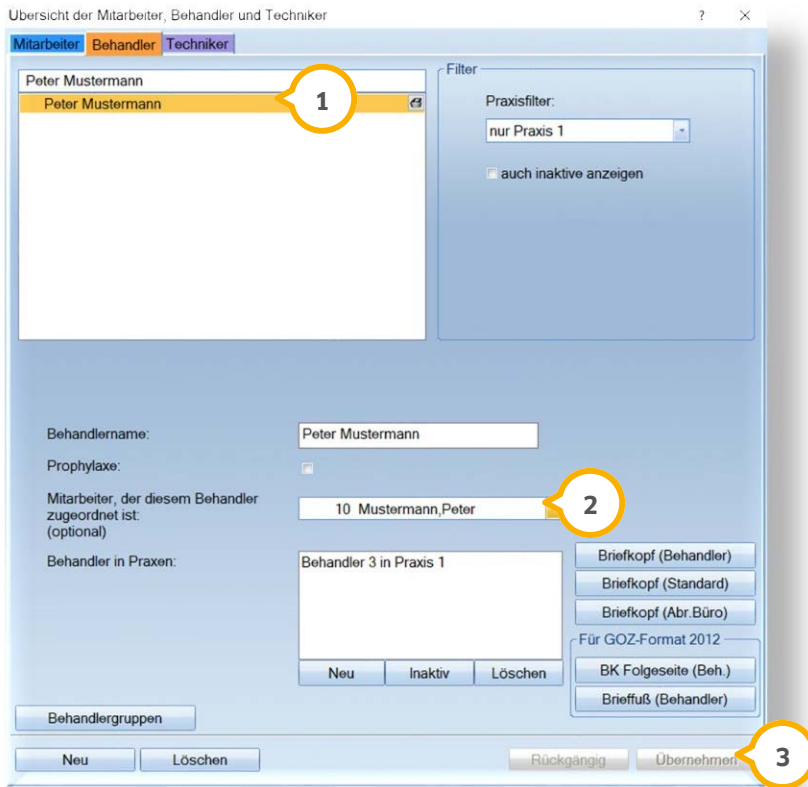 Übersicht der Mitarbeiter, Behandler und Techniker ?
Mitarbeiter Behandler Techniker
Peter Mustermann
Peter Mustermann
1
Filter
Praxisfilter:
nur Praxis 1
auch inaktive anzeigen
Behandlername: Peter Mustermann
Prophylaxe:
Mitarbeiter, der diesem Behandler
zugeordnet ist:
(optional)
10 Mustermann,Peter
2
Behandler in Praxen: Behandler 3 in Praxis 1
Neu Inaktiv Löschen
Briefkopf (Behandler)
Briefkopf (Standard)
Briefkopf (Abr.Büro)
Für GOZ-Format 2012
BK Folgeseite (Beh.)
Brieffuß (Behandler)
Behandlergruppen
Neu Löschen Rückgängig Übernehmen
3